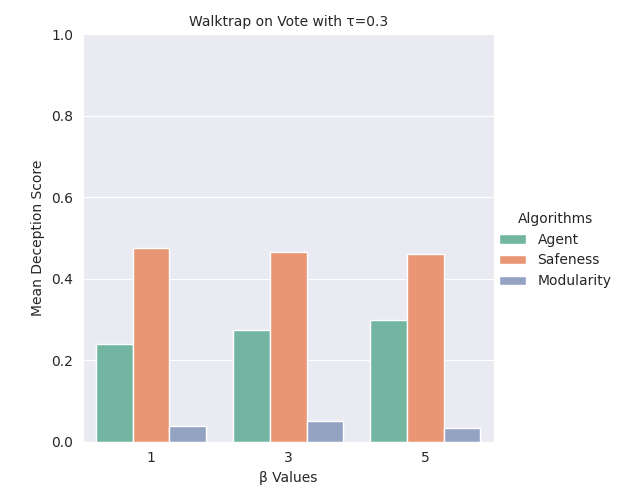 Walktrap on Vote with τ=0.3
1.0
0.8
0.6
0.4
0.2
0.0
Mean Deception Score
1 3 5
β Values
Algorithms
Agent
Safeness
Modularity